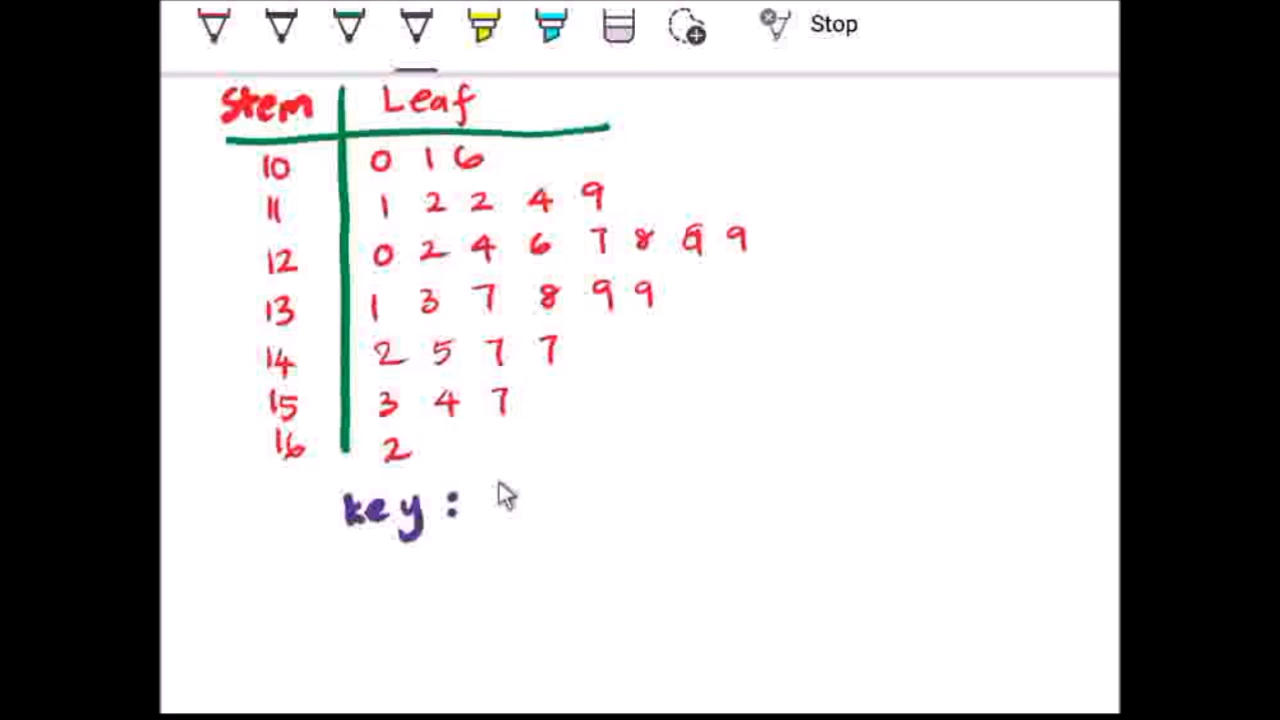 Stop
Stem Leaf
10 0 1 6
11 1 2 2 4 9
12 0 2 4 6 7 8 9 9
13 1 3 7 8 9 9
14 2 5 7 7
15 3 4 7
16 2
key :